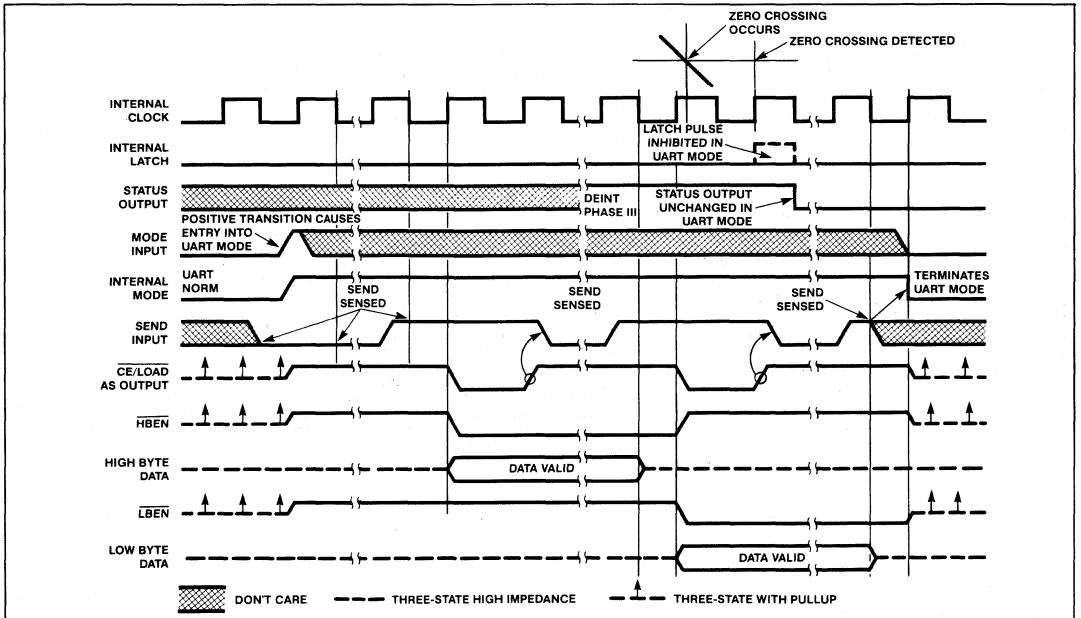 ZERO CROSSING
OCCURS
ZERO CROSSING DETECTED
INTERNAL
CLOCK
LATCH PULSE
INHIBITED IN
UART MODE
INTERNAL
LATCH
STATUS
OUTPUT
DEINT
PHASE III
STATUS OUTPUT
UNCHANGED IN
UART MODE
POSITIVE TRANSITION CAUSES
ENTRY INTO
UART MODE
MODE
INPUT
INTERNAL
MODE
UART
NORM
TERMINATES
UART MODE
SEND
SENSED
SEND
SENSED
SEND
SENSED
SEND
INPUT
CE/LOAD
AS OUTPUT
HBEN
HIGH BYTE
DATA
DATA VALID
LBEN
LOW BYTE
DATA
DATA VALID
DON'T CARE
THREE-STATE HIGH IMPEDANCE
THREE-STATE WITH PULLUP